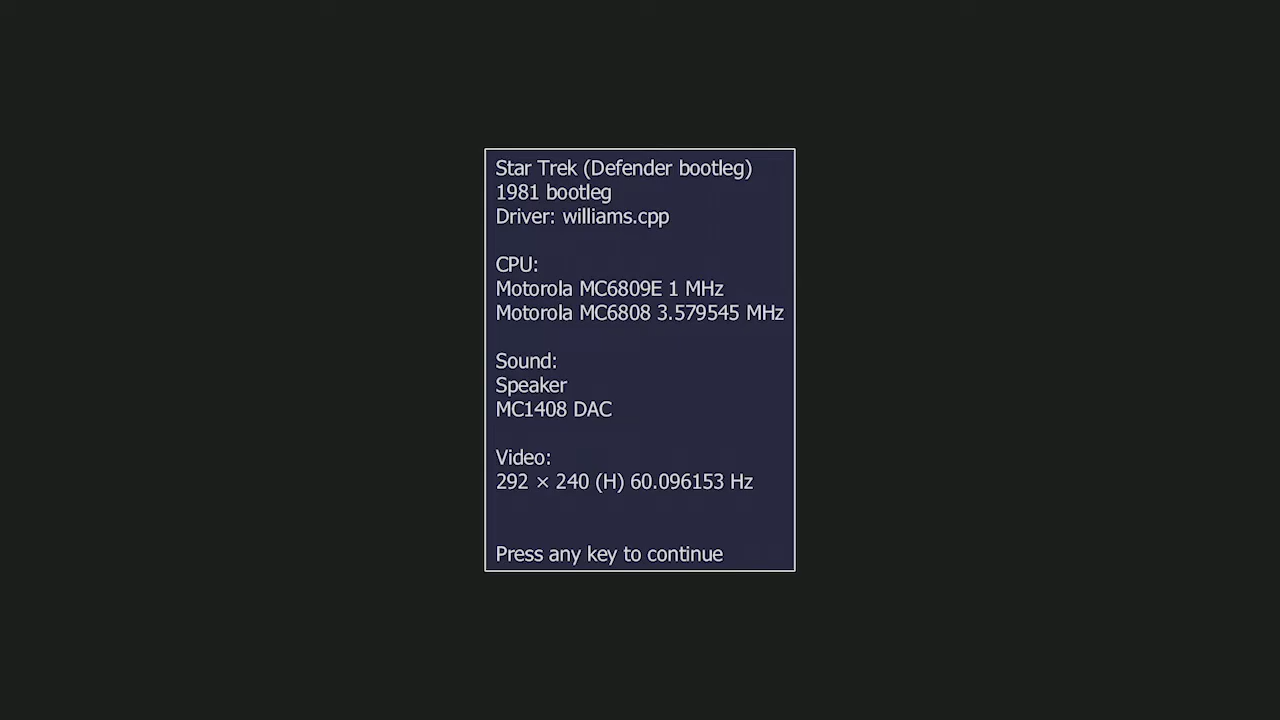 Star Trek (Defender bootleg)
1981 bootleg
Driver: williams.cpp
CPU:
Motorola MC6809E 1 MHz
Motorola MC6808 3.579545 MHz
Sound:
Speaker
MC1408 DAC
Video:
292 × 240 (H) 60.096153 Hz
Press any key to continue